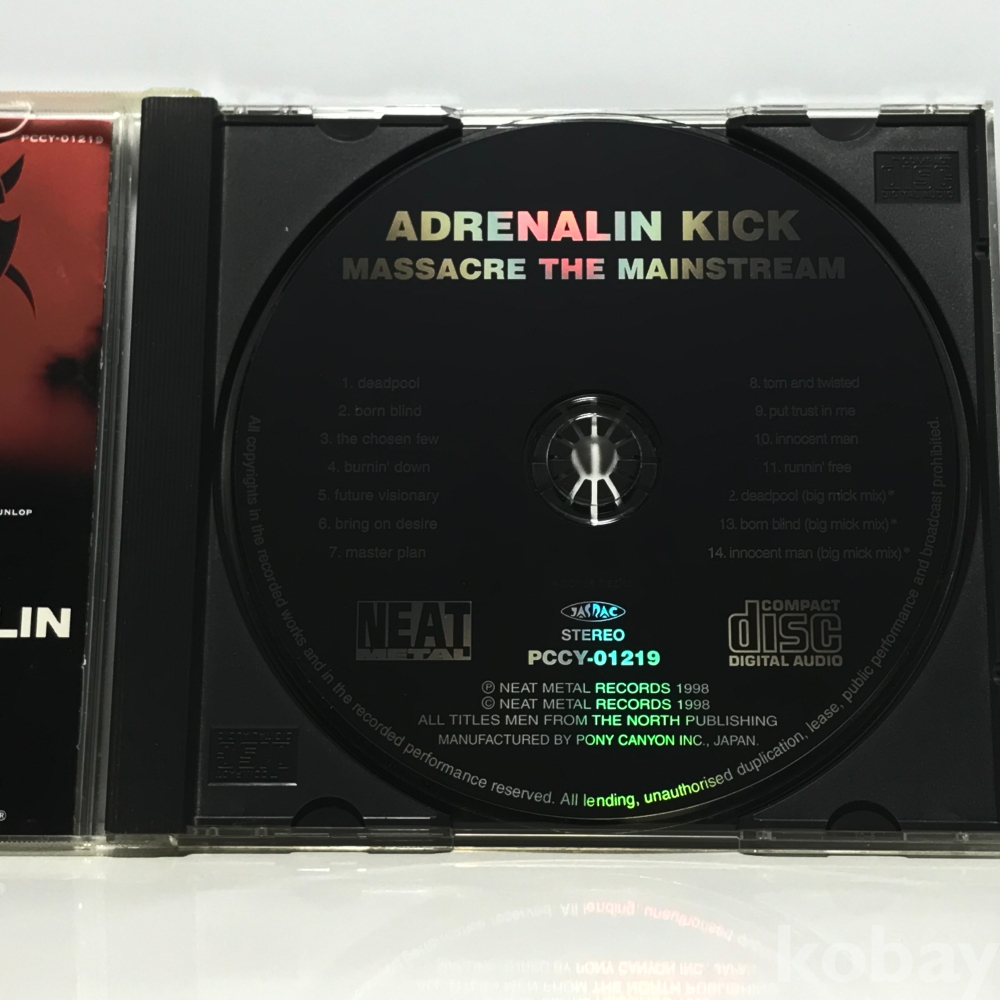 PCCY-01219
UNLOP
LIN
®
ADRENALIN KICK
MASSACRE THE MAINSTREAM
1. deadpool
2. born blind
3. the chosen few
4. burnin' down
5. future visionary
6. bring on desire
7. master plan
8. torn and twisted
9. put trust in me
10. innocent man
11. runnin' free
2. deadpool (big mick mix)*
13. born blind (big mick mix)*
14. innocent man (big mick mix)*
NEAT
METAL
JASRAC
STEREO
PCCY-01219
COMPACT
disc
DIGITAL AUDIO
℗ NEAT METAL RECORDS 1998
© NEAT METAL RECORDS 1998
ALL TITLES MEN FROM THE NORTH PUBLISHING
MANUFACTURED BY PONY CANYON INC., JAPAN.
All copyrights in the recorded works and in the recorded performance reserved. All lending, unauthorised duplication, lease, public performance and broadcast prohibited.
kobay